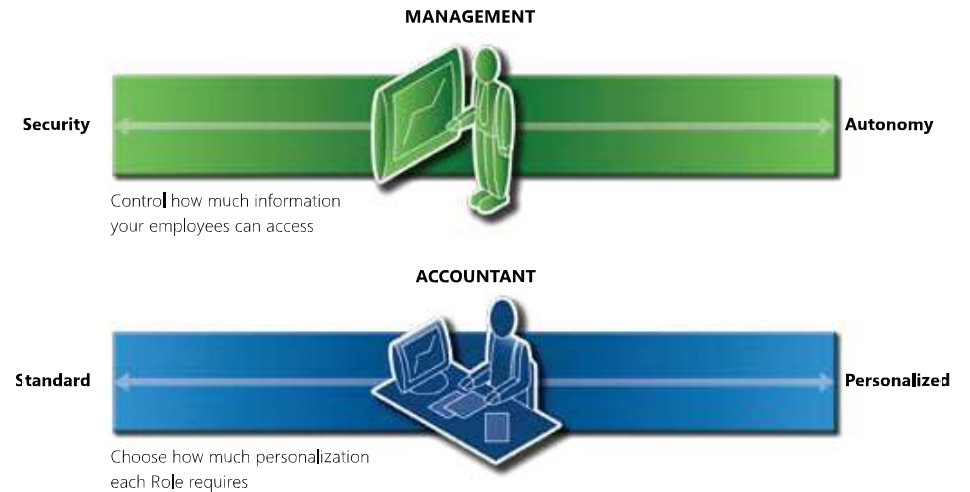 MANAGEMENT
Security
Autonomy
Control how much information
your employees can access
ACCOUNTANT
Standard
Personalized
Choose how much personalization
each Role requires